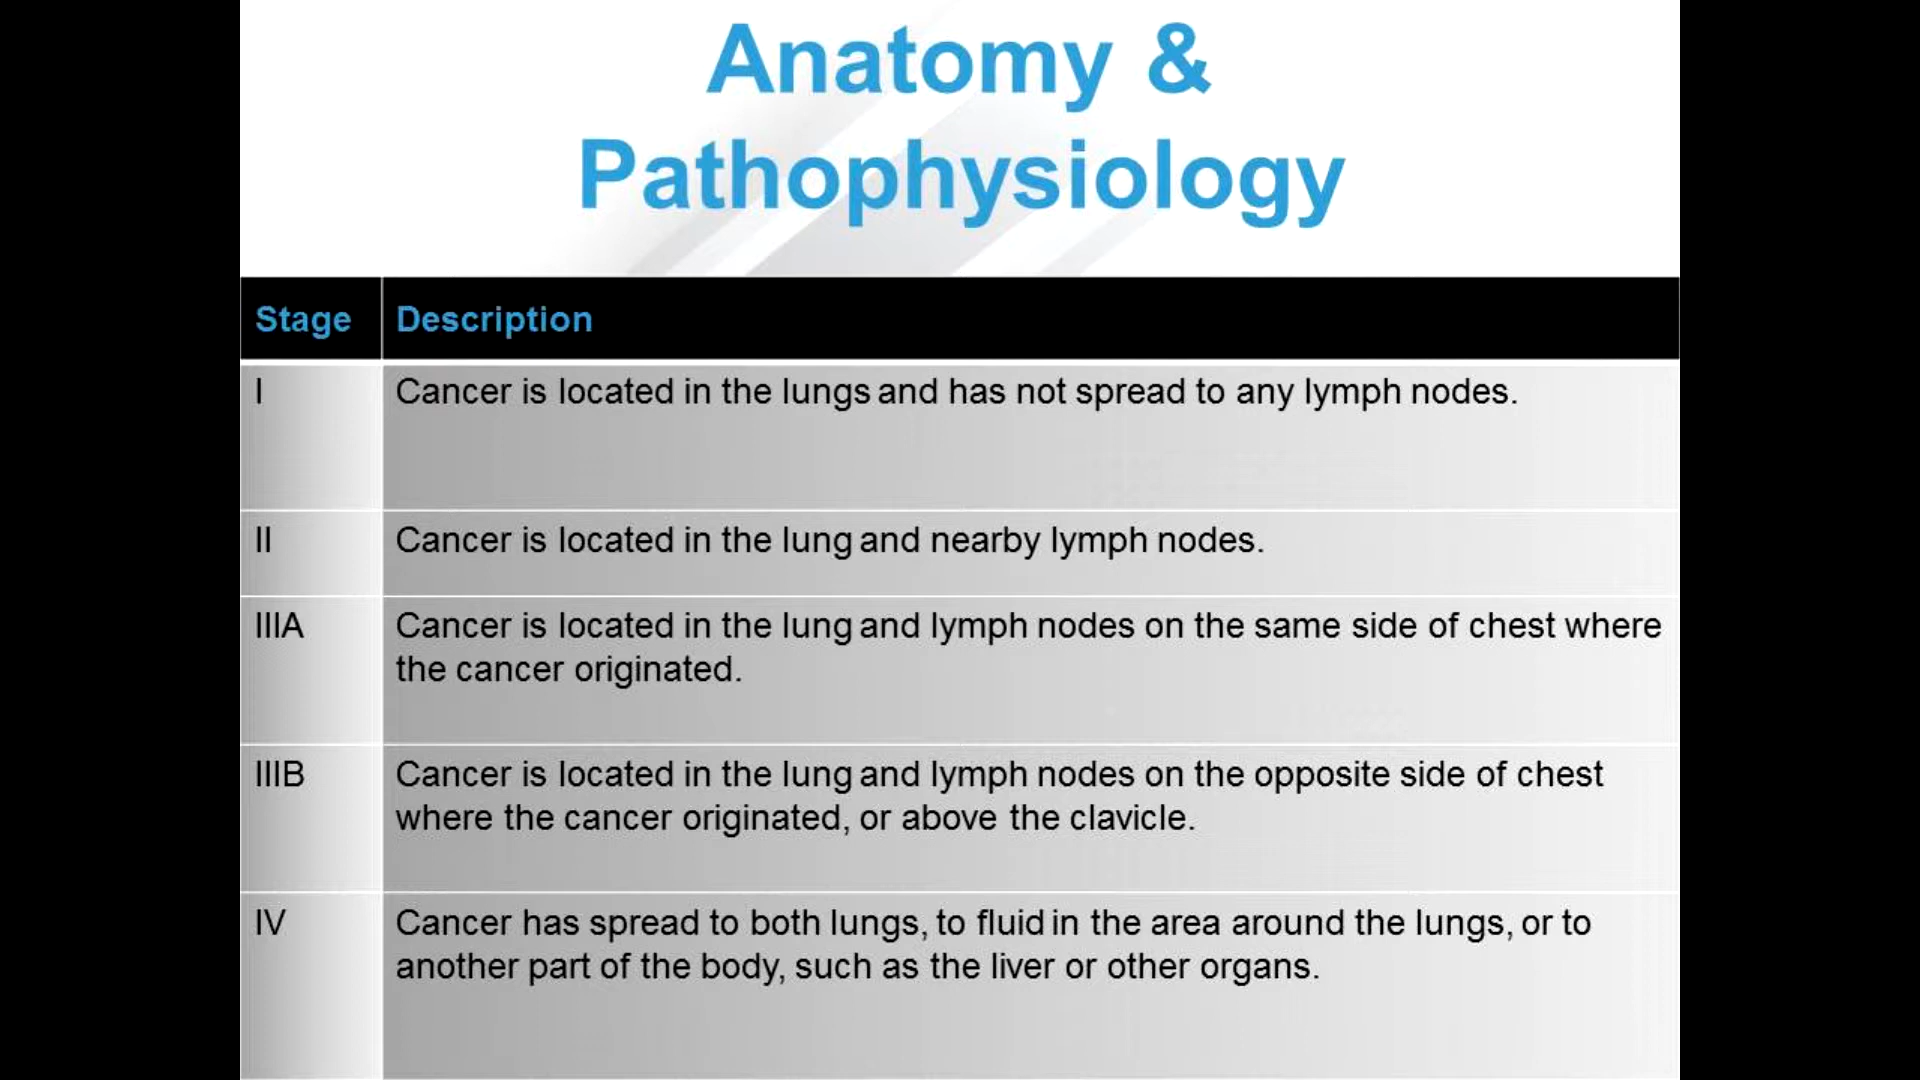 Anatomy &
Pathophysiology
Stage Description
I Cancer is located in the lungs and has not spread to any lymph nodes.
II Cancer is located in the lung and nearby lymph nodes.
IIIA Cancer is located in the lung and lymph nodes on the same side of chest where
the cancer originated.
IIIB Cancer is located in the lung and lymph nodes on the opposite side of chest
where the cancer originated, or above the clavicle.
IV Cancer has spread to both lungs, to fluid in the area around the lungs, or to
another part of the body, such as the liver or other organs.